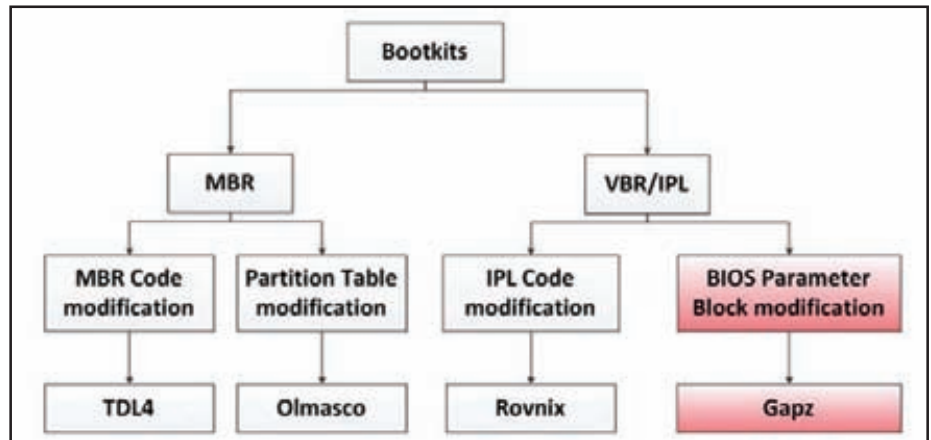 Bootkits
MBR
VBR/IPL
MBR Code
modification
Partition Table
modification
IPL Code
modification
BIOS Parameter
Block modification
TDL4
Olmasco
Rovnix
Gapz